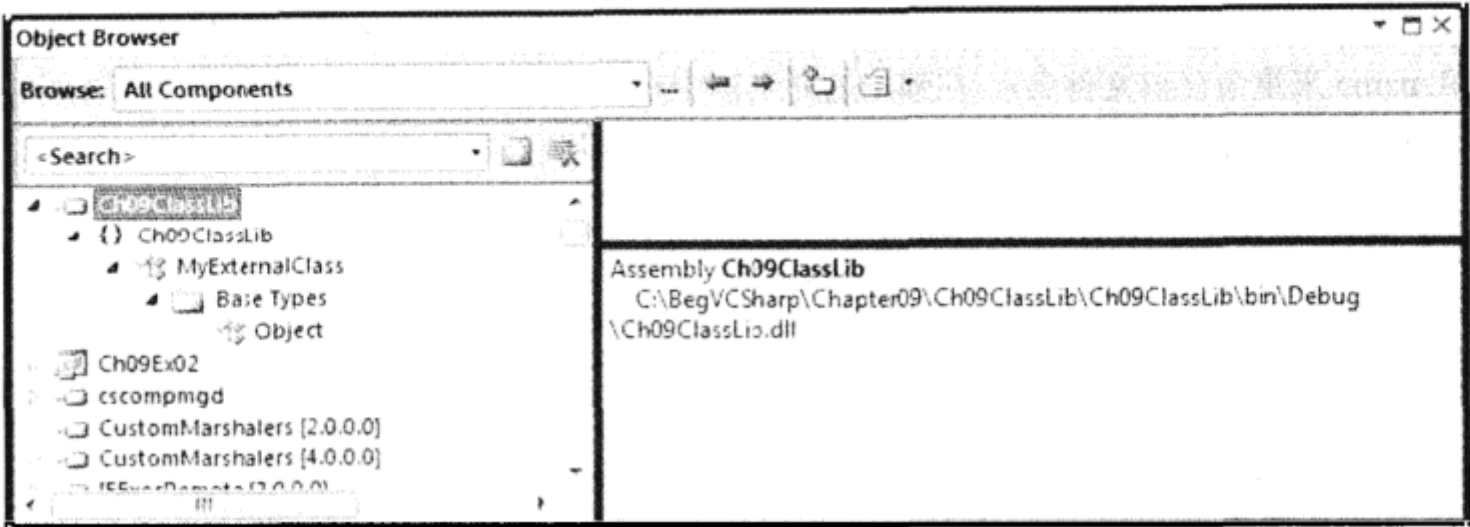 Object Browser
Browse: All Components
<Search>
Ch09ClassLib
{} Ch09ClassLib
MyExternalClass
Base Types
Object
Ch09Ex02
cscompmgd
CustomMarshalers [2.0.0.0]
CustomMarshalers [4.0.0.0]
Assembly Ch09ClassLib
C:\BegVCSharp\Chapter09\Ch09ClassLib\Ch09ClassLib\bin\Debug
\Ch09ClassLib.dll